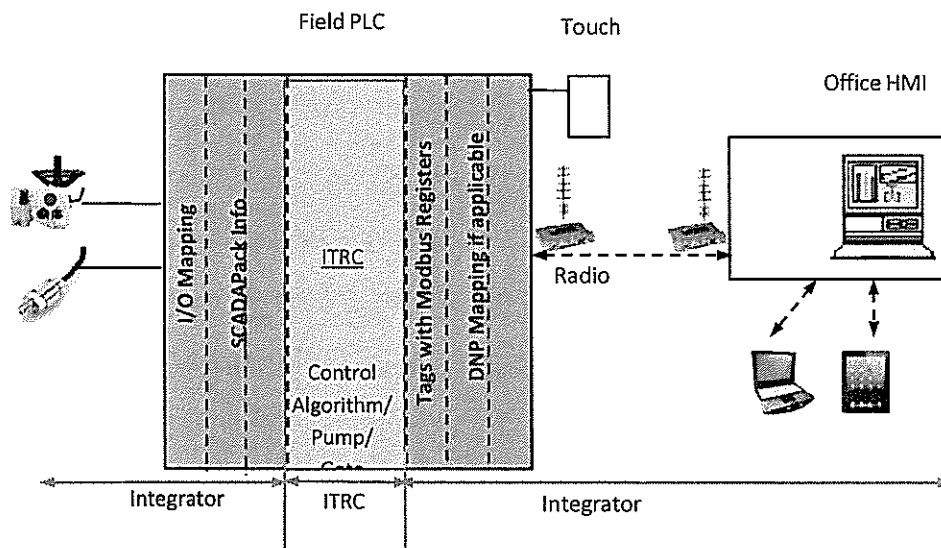 Field PLC
Touch
Office HMI
I/O Mapping
SCADAPack Info
ITRC
Control
Algorithm/
Pump/
Gate
Tags with Modbus Registers
DNP Mapping if applicable
Radio
Integrator
ITRC
Integrator